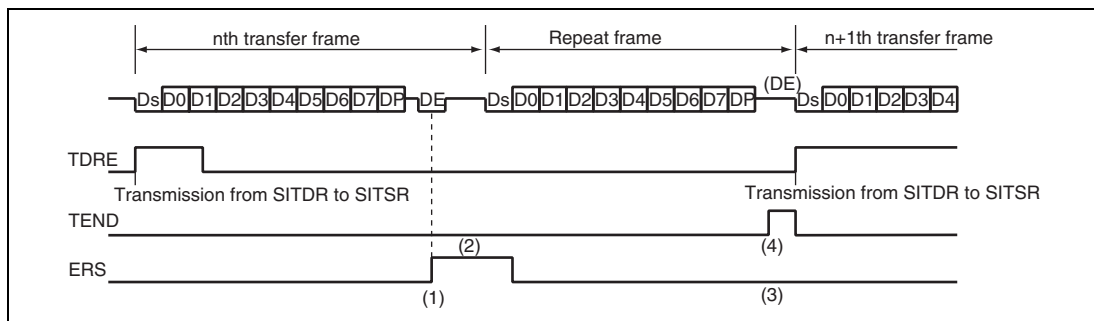 nth transfer frame Repeat frame n+1th transfer frame
(DE)
Ds D0 D1 D2 D3 D4 D5 D6 D7 DP DE Ds D0 D1 D2 D3 D4 D5 D6 D7 DP Ds D0 D1 D2 D3 D4
TDRE
Transmission from SITDR to SITSR Transmission from SITDR to SITSR
TEND
(2) (4)
ERS
(1) (3)